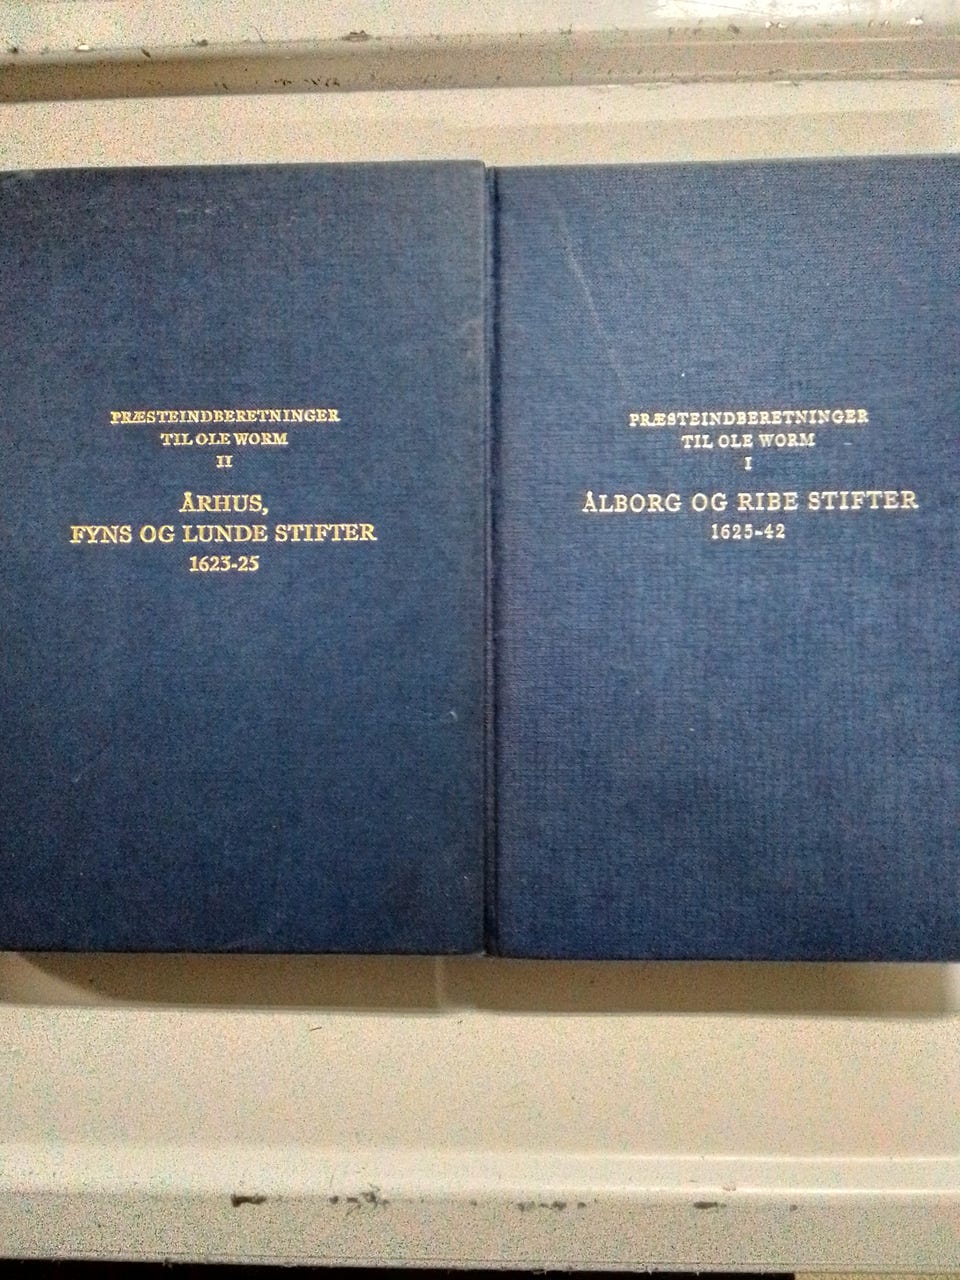 PRÆSTEINDBERETNINGER
TIL OLE WORM
II
ÅRHUS,
FYNS OG LUNDE STIFTER
1623-25
PRÆSTEINDBERETNINGER
TIL OLE WORM
I
ÅLBORG OG RIBE STIFTER
1625-42